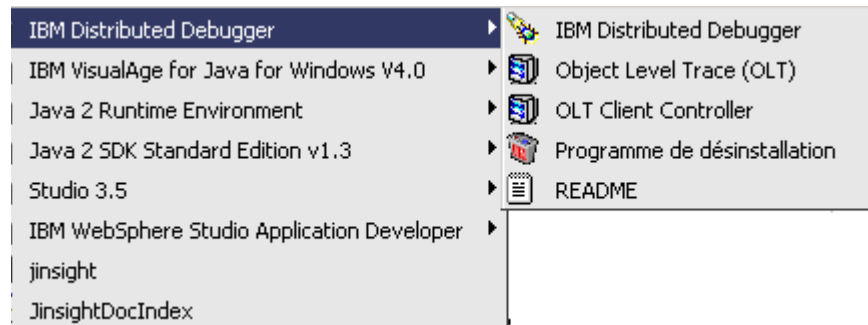 IBM Distributed Debugger
IBM VisualAge for Java for Windows V4.0
Java 2 Runtime Environment
Java 2 SDK Standard Edition v1.3
Studio 3.5
IBM WebSphere Studio Application Developer
jinsight
JinsightDocIndex
IBM Distributed Debugger
Object Level Trace (OLT)
OLT Client Controller
Programme de désinstallation
README